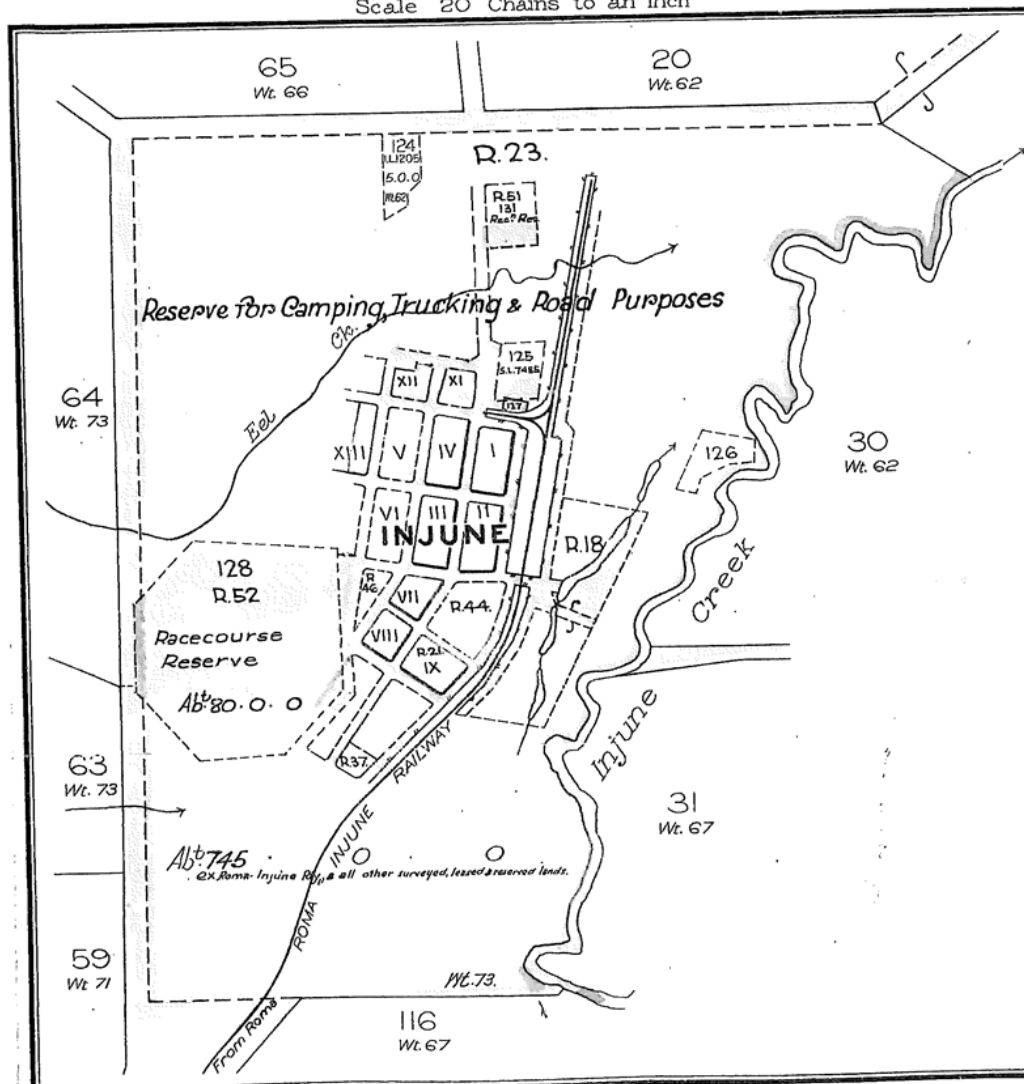 Scale 20 Chains to an Inch
65
Wt. 66
20
Wt. 62
124
5.0.0
R.23.
R.51
131
Reserve for Camping, Trucking & Road Purposes
Ck.
Eel
64
Wt. 73
125
S.L.7485
127
XII
XI
XIII
V
IV
I
126
30
Wt. 62
VI
III
II
INJUNE
R.18
128
R.52
Racecourse
Reserve
Abt. 80. 0. 0
R
46
VII
R.44.
VIII
R.21.
IX
Creek
Injune
R.37.
63
Wt. 73
31
Wt. 67
Abt. 745 0 0
ex Roma-Injune Rly, & all other surveyed, leased & reserved lands.
ROMA INJUNE RAILWAY
59
Wt 71
Wt. 73.
From Roma
116
Wt. 67